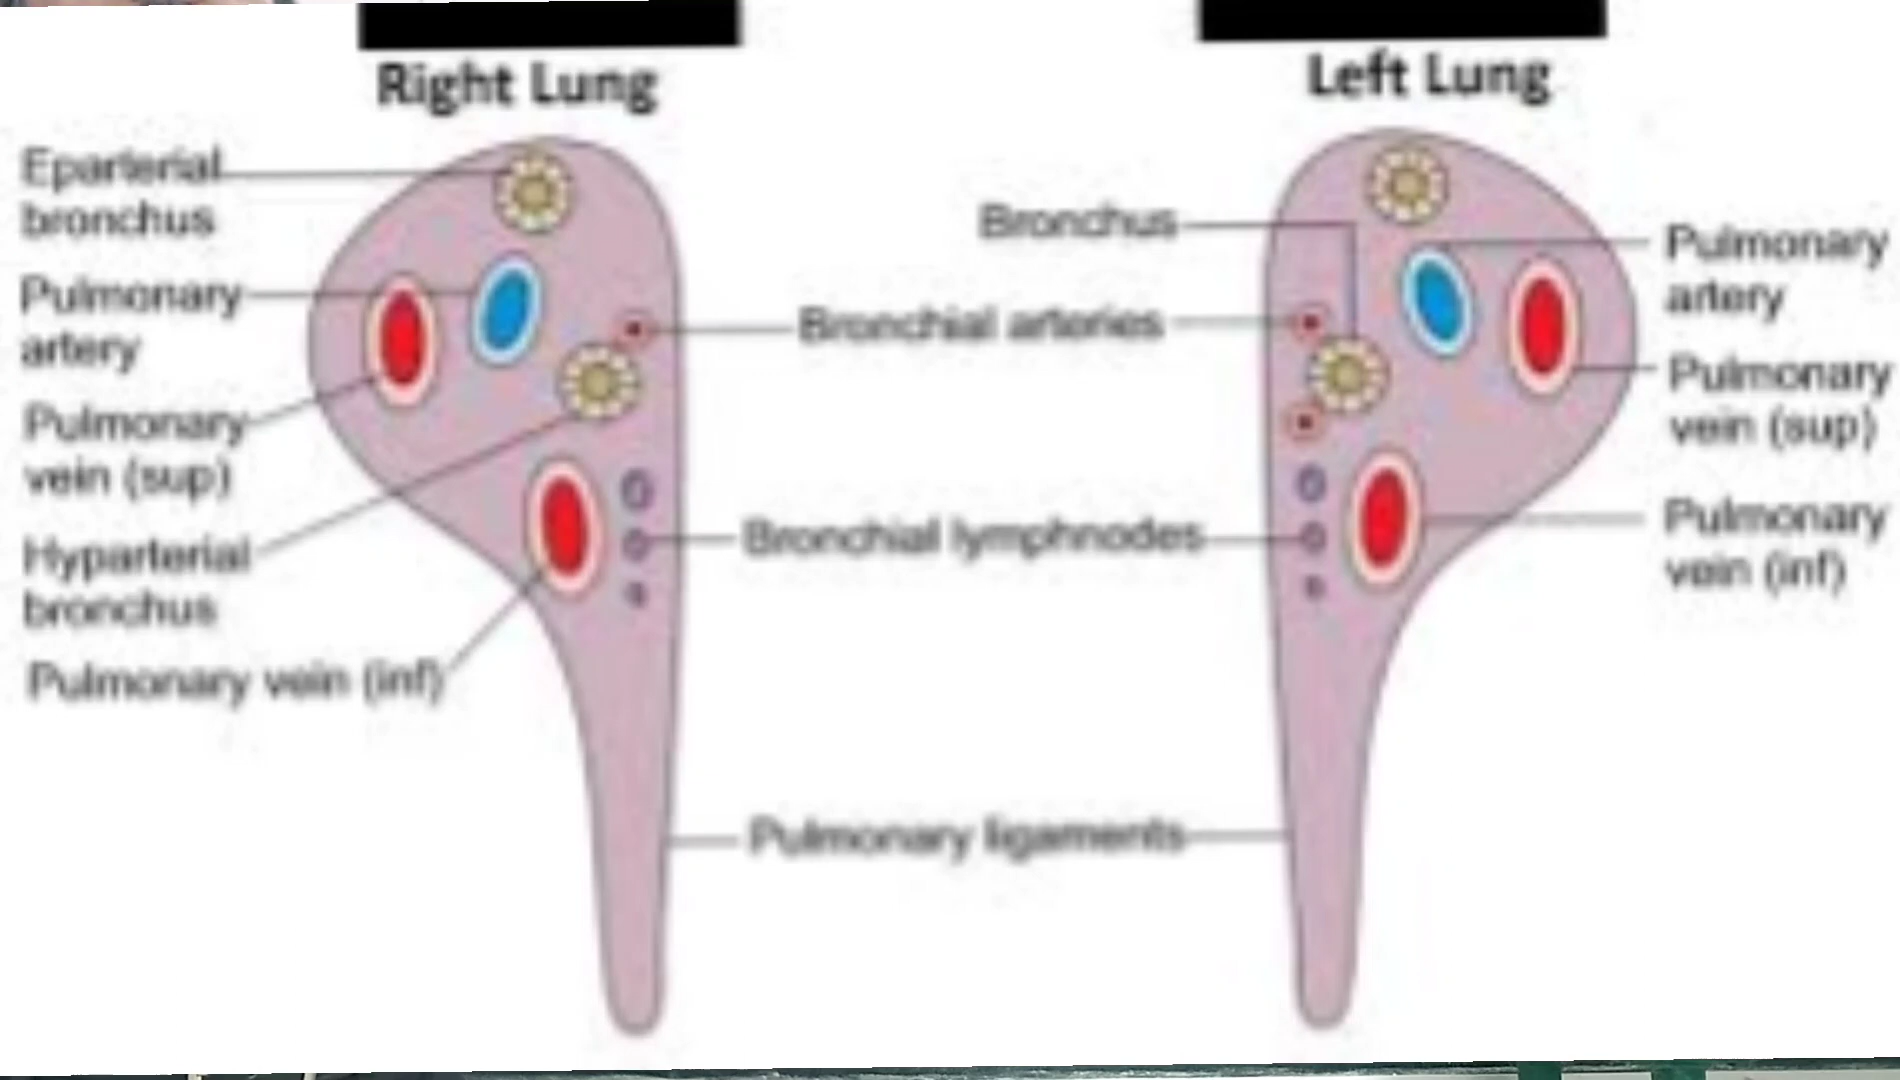 Right Lung
Left Lung
Eparterial
bronchus
Pulmonary
artery
Pulmonary
vein (sup)
Hyparterial
bronchus
Pulmonary vein (inf)
Bronchus
Bronchial arteries
Bronchial lymphnodes
Pulmonary ligaments
Pulmonary
artery
Pulmonary
vein (sup)
Pulmonary
vein (inf)